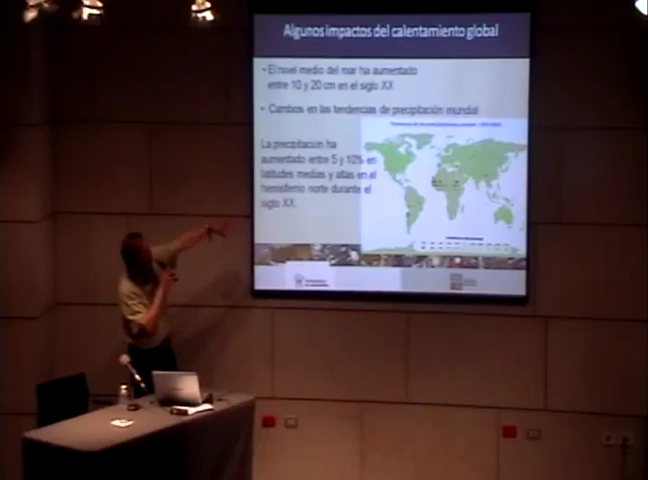 Algunos impactos del calentamiento global
• El nivel medio del mar ha aumentado
entre 10 y 20 cm en el siglo XX
• Cambios en las tendencias de precipitación mundial
La precipitación ha
aumentado entre 5 y 10% en
latitudes medias y altas en el
hemisferio norte durante el
siglo XX.